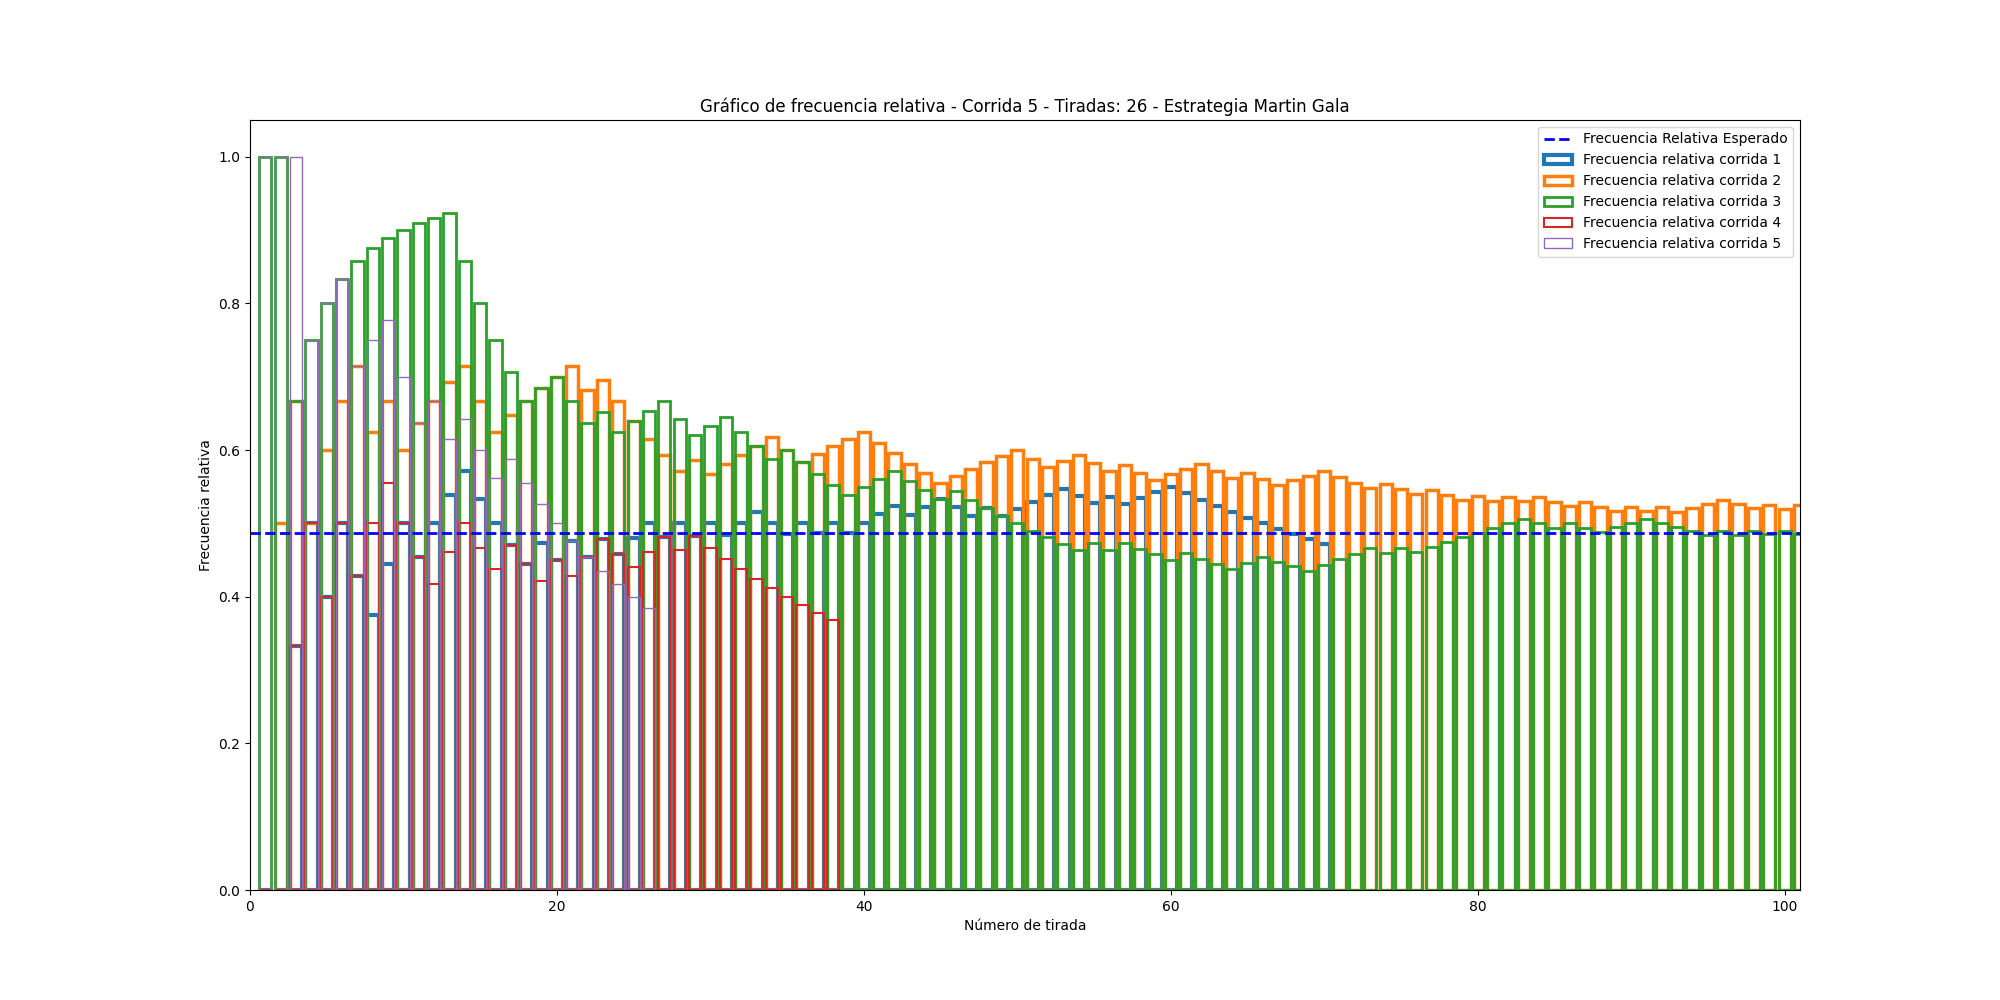 Gráfico de frecuencia relativa - Corrida 5 - Tiradas: 26 - Estrategia Martin Gala
Frecuencia Relativa Esperado
Frecuencia relativa corrida 1
Frecuencia relativa corrida 2
Frecuencia relativa corrida 3
Frecuencia relativa corrida 4
Frecuencia relativa corrida 5
Frecuencia relativa
1.0
0.8
0.6
0.4
0.2
0.0
0 20 40 60 80 100
Número de tirada